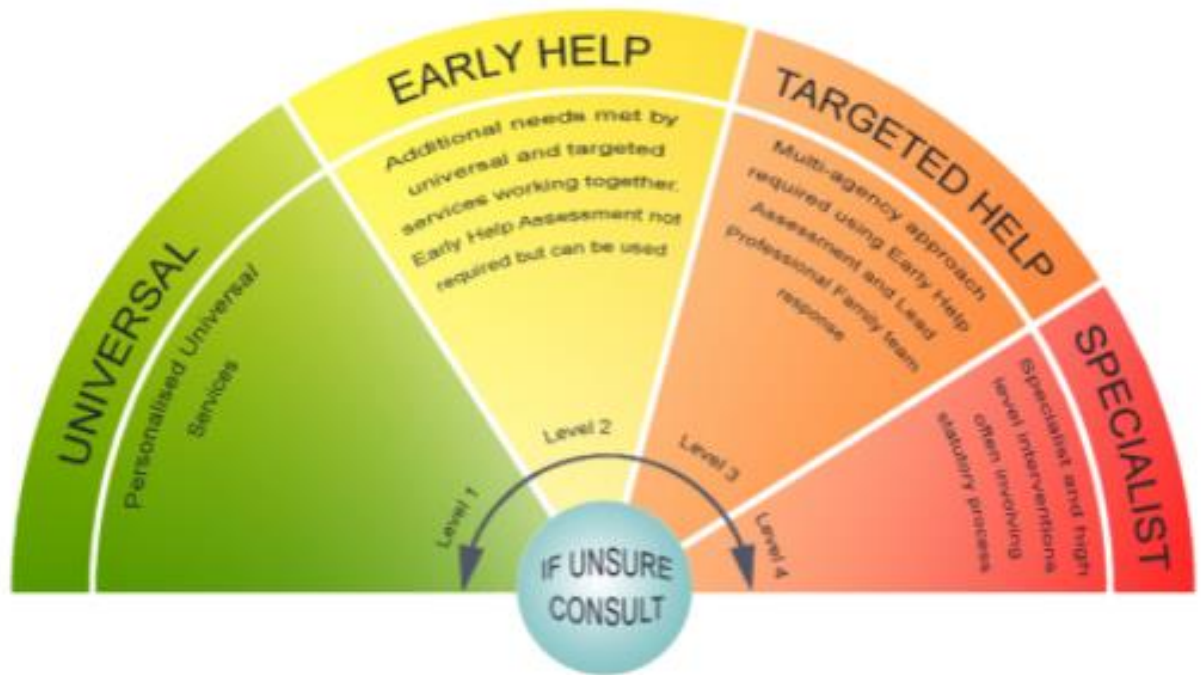 UNIVERSAL
Personalised Universal
Services
Level 1
EARLY HELP
Additional needs met by
universal and targeted
services working together.
Early Help Assessment not
required but can be used
Level 2
TARGETED HELP
Multi-agency approach
required using Early Help
Assessment and Lead
Professional Family team
response
Level 3
SPECIALIST
Specialist and high
level interventions
often involving
statutory process
Level 4
IF UNSURE
CONSULT